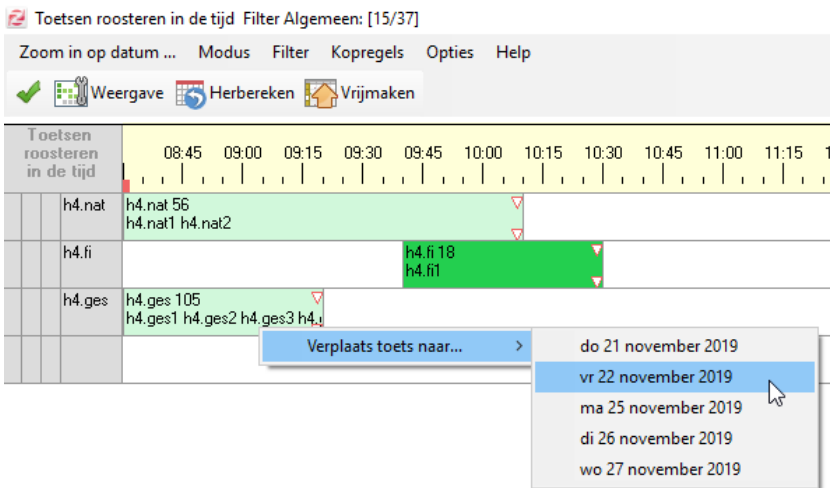 Toetsen roosteren in de tijd Filter Algemeen: [15/37]
Zoom in op datum ... Modus Filter Kopregels Opties Help
Weergave Herbereken Vrijmaken
Toetsen
roosteren
in de tijd
08:45 09:00 09:15 09:30 09:45 10:00 10:15 10:30 10:45 11:00 11:15
h4.nat h4.nat 56
h4.nat1 h4.nat2
h4.fi h4.fi 18
h4.fi1
h4.ges h4.ges 105
h4.ges1 h4.ges2 h4.ges3 h4.
Verplaats toets naar... >
do 21 november 2019
vr 22 november 2019
ma 25 november 2019
di 26 november 2019
wo 27 november 2019